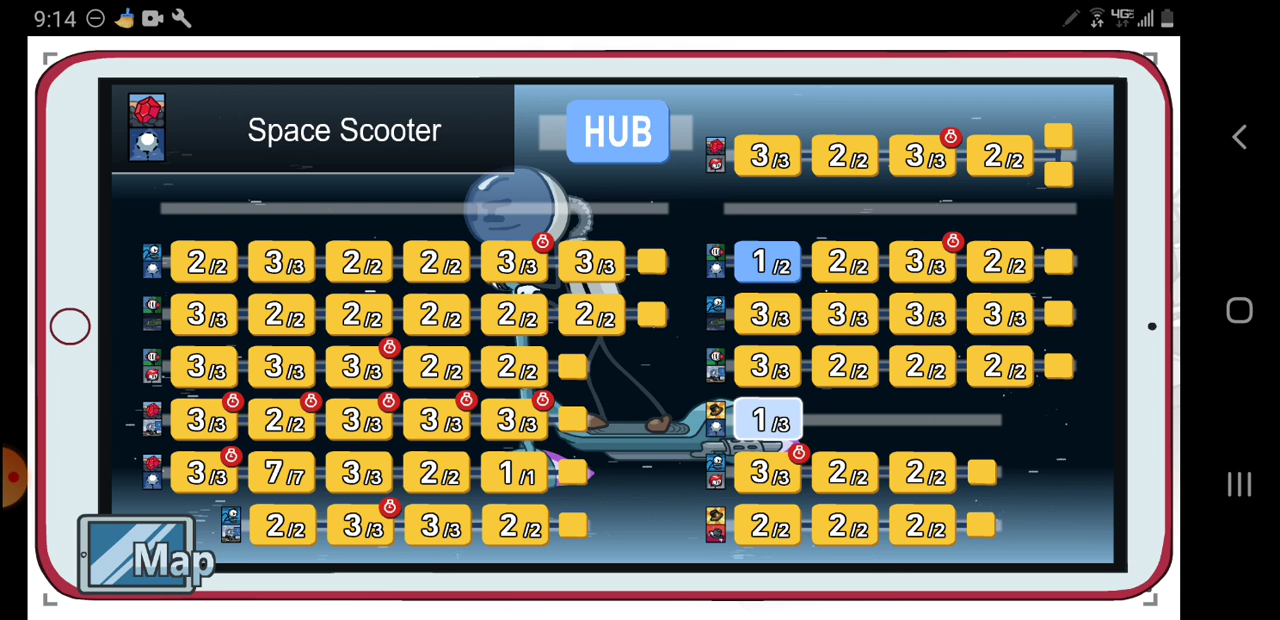 9:14 4GE
Space Scooter
HUB
3/3 2/2 3/3 2/2
2/2 3/3 2/2 2/2 3/3 3/3
1/2 2/2 3/3 2/2
3/3 2/2 2/2 2/2 2/2 2/2
3/3 3/3 3/3 3/3
3/3 3/3 3/3 2/2 2/2
3/3 2/2 2/2 2/2
3/3 2/2 3/3 3/3 3/3
1/3
3/3 7/7 3/3 2/2 1/1
3/3 2/2 2/2
2/2 3/3 3/3 2/2
2/2 2/2 2/2
Map